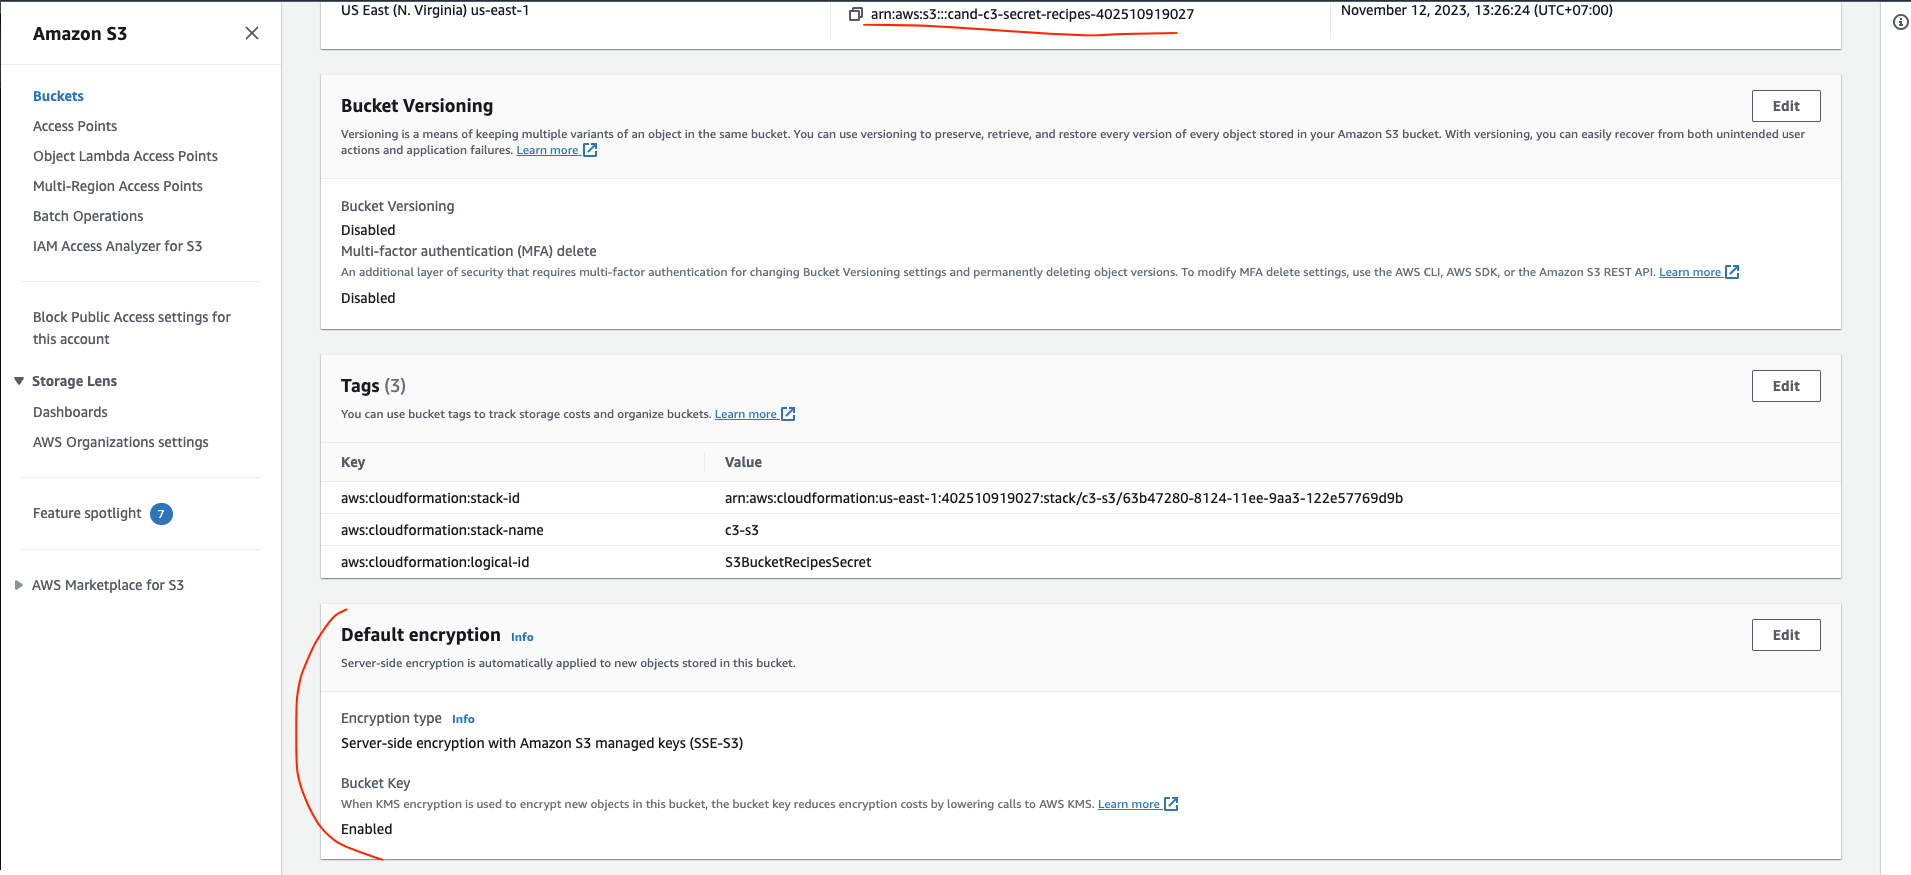 Amazon S3
Buckets
Access Points
Object Lambda Access Points
Multi-Region Access Points
Batch Operations
IAM Access Analyzer for S3
Block Public Access settings for
this account
Storage Lens
Dashboards
AWS Organizations settings
Feature spotlight 7
AWS Marketplace for S3
US East (N. Virginia) us-east-1
arn:aws:s3:::cand-c3-secret-recipes-402510919027
November 12, 2023, 13:26:24 (UTC+07:00)
Bucket Versioning
Edit
Versioning is a means of keeping multiple variants of an object in the same bucket. You can use versioning to preserve, retrieve, and restore every version of every object stored in your Amazon S3 bucket. With versioning, you can easily recover from both unintended user
actions and application failures. Learn more
Bucket Versioning
Disabled
Multi-factor authentication (MFA) delete
An additional layer of security that requires multi-factor authentication for changing Bucket Versioning settings and permanently deleting object versions. To modify MFA delete settings, use the AWS CLI, AWS SDK, or the Amazon S3 REST API. Learn more
Disabled
Tags (3)
Edit
You can use bucket tags to track storage costs and organize buckets. Learn more
Key Value
aws:cloudformation:stack-id arn:aws:cloudformation:us-east-1:402510919027:stack/c3-s3/63b47280-8124-11ee-9aa3-122e57769d9b
aws:cloudformation:stack-name c3-s3
aws:cloudformation:logical-id S3BucketRecipesSecret
Default encryption Info
Edit
Server-side encryption is automatically applied to new objects stored in this bucket.
Encryption type Info
Server-side encryption with Amazon S3 managed keys (SSE-S3)
Bucket Key
When KMS encryption is used to encrypt new objects in this bucket, the bucket key reduces encryption costs by lowering calls to AWS KMS. Learn more
Enabled